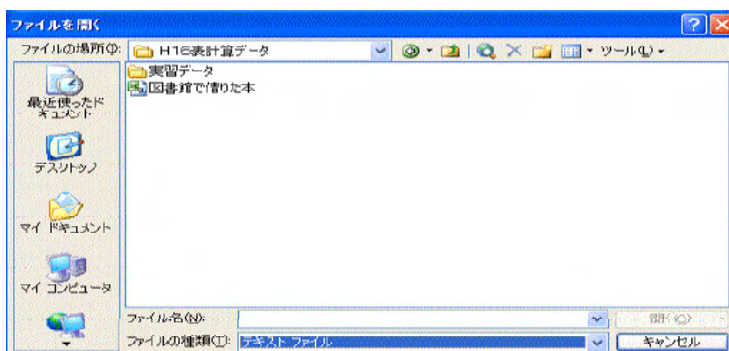 ファイルを開く
ファイルの場所(I):
H16表計算データ
ツール(L)
実習データ
図書館で借りた本
最近使ったド
キュメント
デスクトップ
マイ ドキュメント
マイ コンピュータ
ファイル名(N):
開く(O)
ファイルの種類(T):
テキスト ファイル
キャンセル